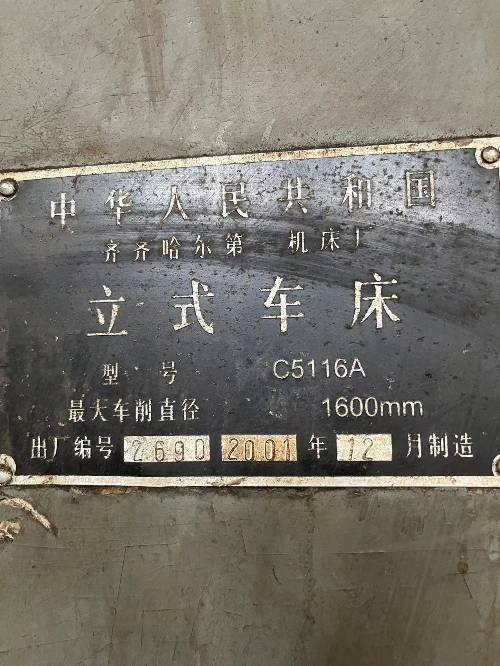 中华人民共和国
齐齐哈尔第 机床厂
立式车床
型号 C5116A
最大车削直径 1600mm
出厂编号 2690 2001 年 12 月制造